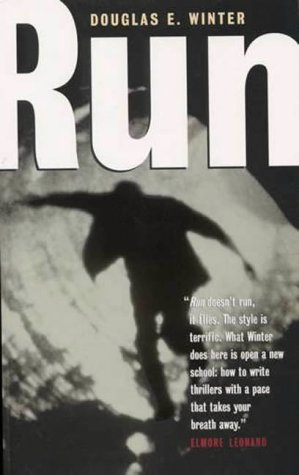 DOUGLAS E. WINTER
Run
"Run doesn't run,
it flies. The style is
terrific. What Winter
does here is open a new
school: how to write
thrillers with a pace
that takes your
breath away."
ELMORE LEONARD